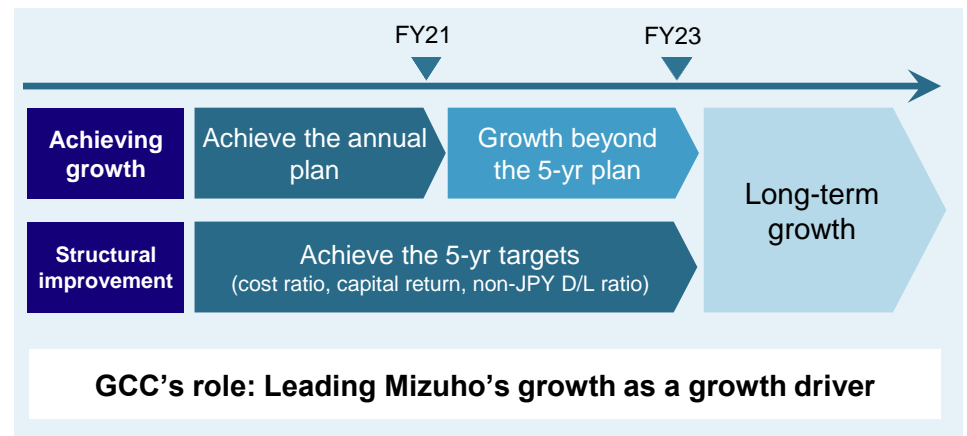 FY21
FY23
Achieving
growth
Achieve the annual
plan
Growth beyond
the 5-yr plan
Long-term
growth
Structural
improvement
Achieve the 5-yr targets
(cost ratio, capital return, non-JPY D/L ratio)
GCC's role: Leading Mizuho's growth as a growth driver